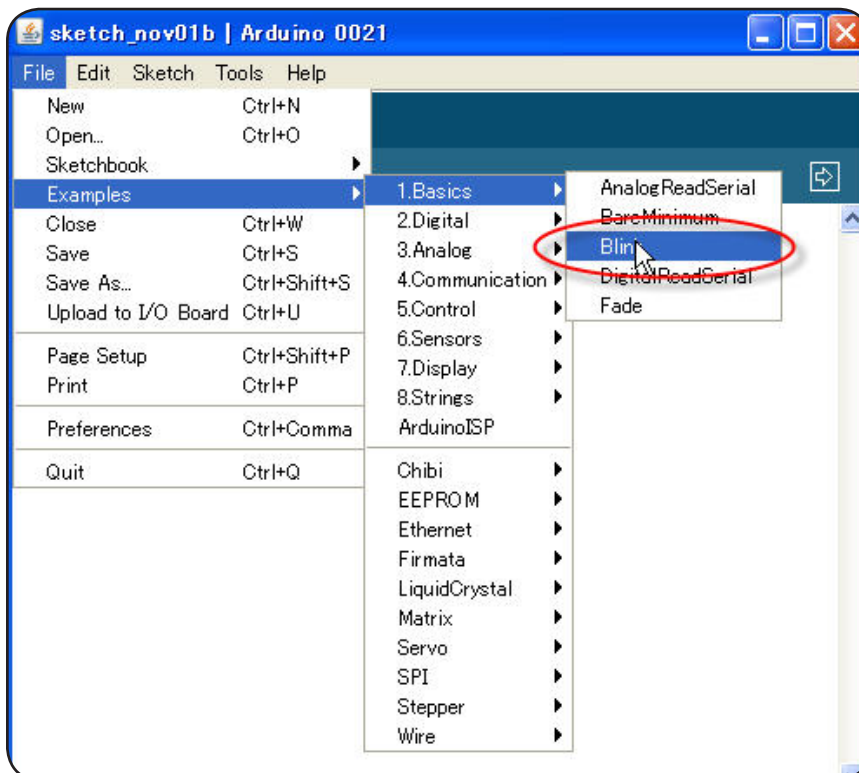 sketch_nov01b | Arduino 0021
File Edit Sketch Tools Help
New Ctrl+N
Open... Ctrl+O
Sketchbook
Examples
Close Ctrl+W
Save Ctrl+S
Save As... Ctrl+Shift+S
Upload to I/O Board Ctrl+U
Page Setup Ctrl+Shift+P
Print Ctrl+P
Preferences Ctrl+Comma
Quit Ctrl+Q
1.Basics
2.Digital
3.Analog
4.Communication
5.Control
6.Sensors
7.Display
8.Strings
ArduinoISP
Chibi
EEPROM
Ethernet
Firmata
LiquidCrystal
Matrix
Servo
SPI
Stepper
Wire
AnalogReadSerial
BareMinimum
Blink
DigitalReadSerial
Fade